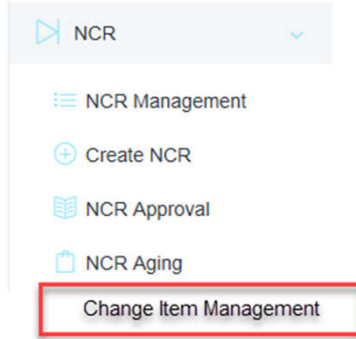 NCR
NCR Management
Create NCR
NCR Approval
NCR Aging
Change Item Management